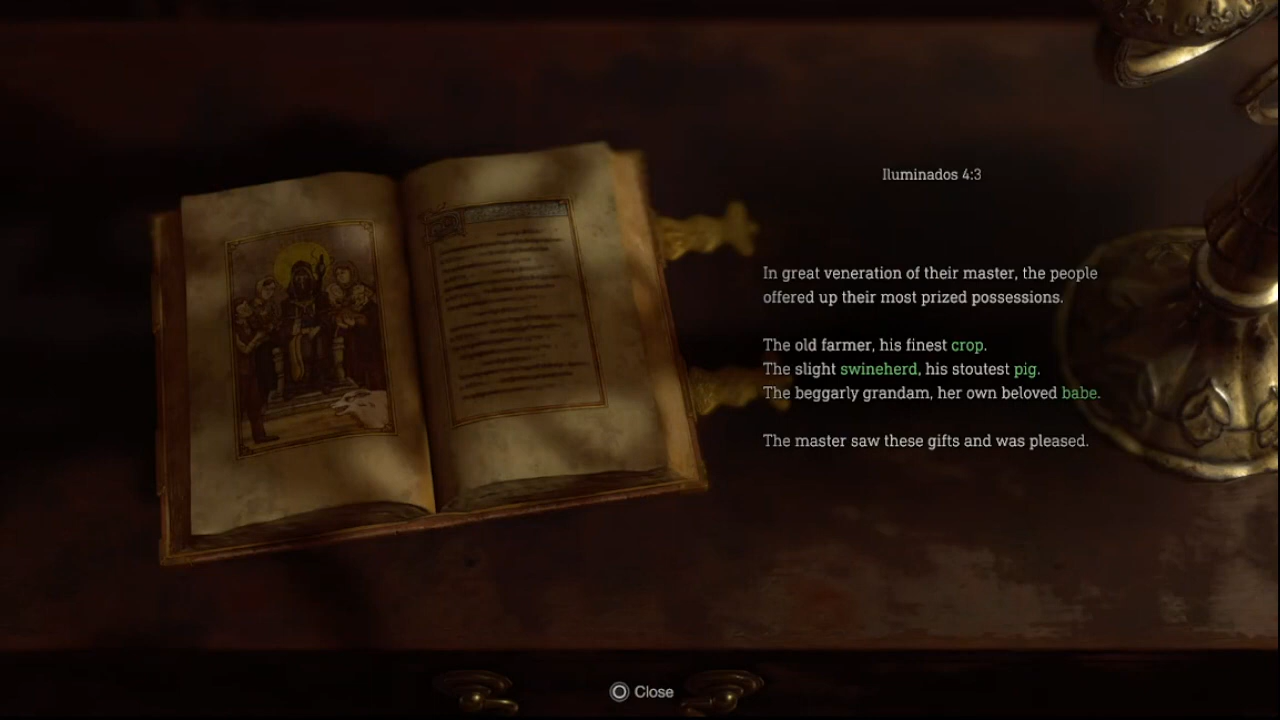 Iluminados 4:3
In great veneration of their master, the people
offered up their most prized possessions.
The old farmer, his finest crop.
The slight swineherd, his stoutest pig.
The beggarly grandam, her own beloved babe.
The master saw these gifts and was pleased.
Close